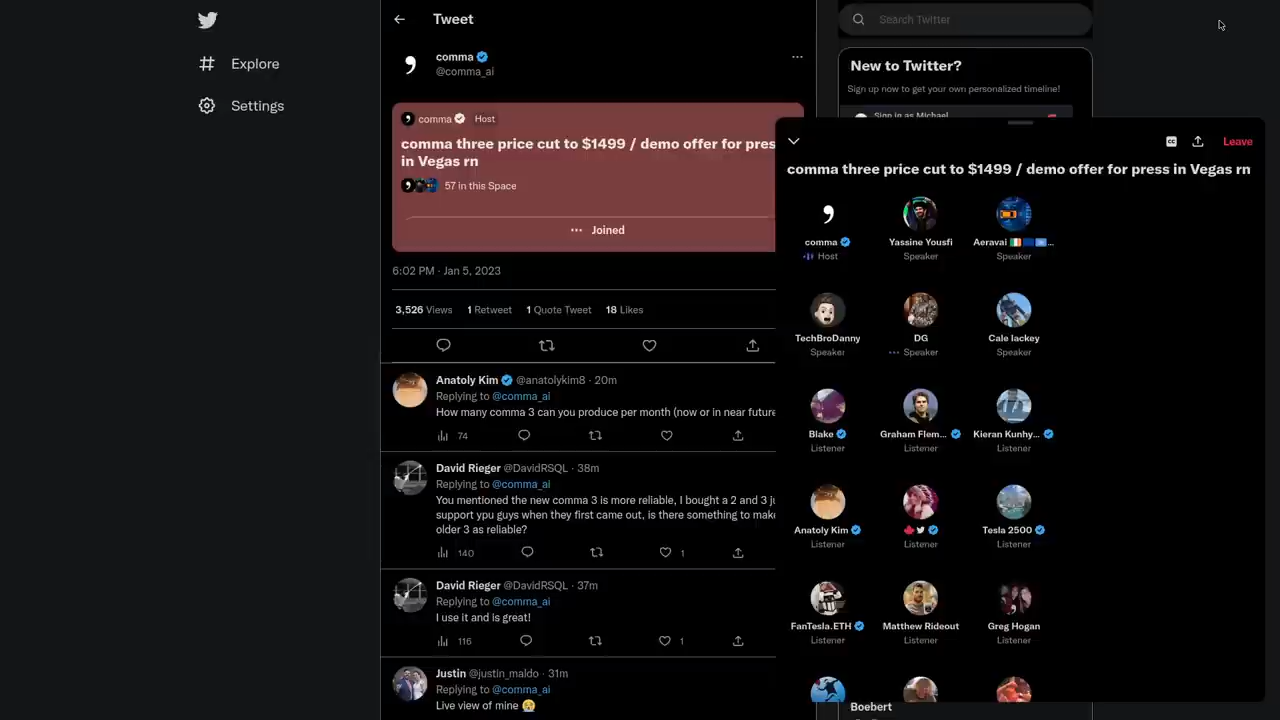 Explore
Settings
Tweet
comma
@comma_ai
comma Host
comma three price cut to $1499 / demo offer for pres
in Vegas rn
57 in this Space
Joined
6:02 PM · Jan 5, 2023
3,526 Views 1 Retweet 1 Quote Tweet 18 Likes
Anatoly Kim @anatolykim8 · 20m
Replying to @comma_ai
How many comma 3 can you produce per month (now or in near future
74
David Rieger @DavidRSQL · 38m
Replying to @comma_ai
You mentioned the new comma 3 is more reliable, I bought a 2 and 3 ju
support ypu guys when they first came out, is there something to make
older 3 as reliable?
140 1
David Rieger @DavidRSQL · 37m
Replying to @comma_ai
I use it and is great!
116 1
Justin @justin_maldo · 31m
Replying to @comma_ai
Live view of mine 😭
Search Twitter
New to Twitter?
Sign up now to get your own personalized timeline!
Sign in as Michael
CC Leave
comma three price cut to $1499 / demo offer for press in Vegas rn
comma Yassine Yousfi Aeravai 🇮🇪🇪🇺...
Host Speaker Speaker
TechBroDanny DG Cale lackey
Speaker Speaker Speaker
Blake Graham Flem... Kieran Kunhy...
Listener Listener Listener
Anatoly Kim 🍁 Tesla 2500
Listener Listener Listener
FanTesla.ETH Matthew Rideout Greg Hogan
Listener Listener Listener
Boebert